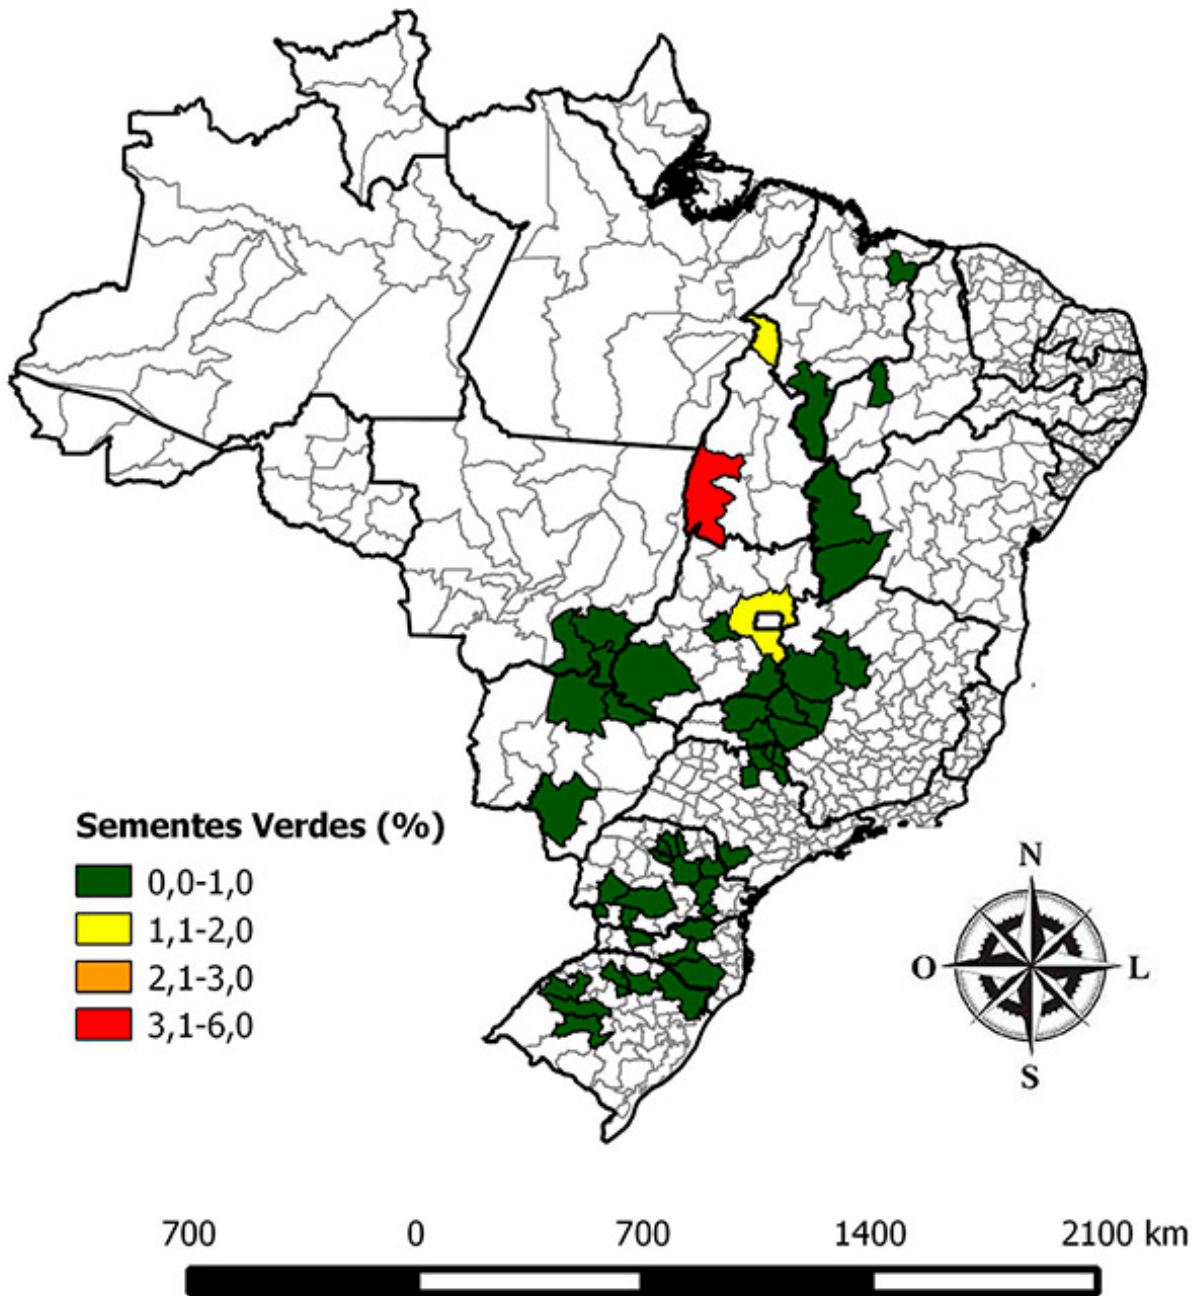 Sementes Verdes (%)
0,0-1,0
1,1-2,0
2,1-3,0
3,1-6,0
N
O
L
S
700 0 700 1400 2100 km